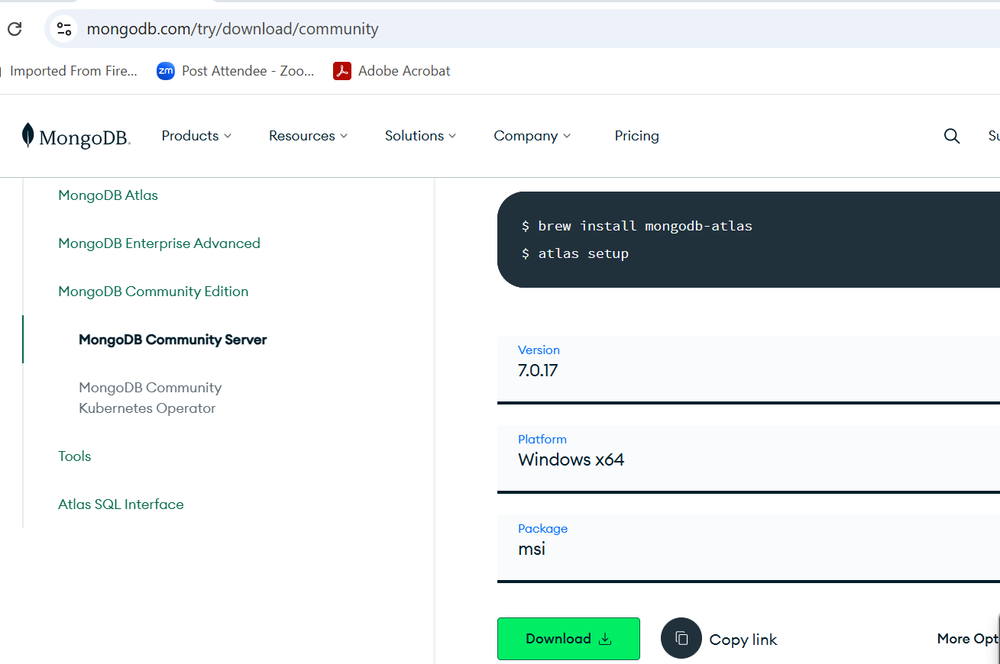 mongodb.com/try/download/community
Imported From Fire...
zm Post Attendee - Zoo...
Adobe Acrobat
MongoDB®
Products
Resources
Solutions
Company
Pricing
Su
MongoDB Atlas
MongoDB Enterprise Advanced
MongoDB Community Edition
MongoDB Community Server
MongoDB Community
Kubernetes Operator
Tools
Atlas SQL Interface
$ brew install mongodb-atlas
$ atlas setup
Version
7.0.17
Platform
Windows x64
Package
msi
Download
Copy link
More Opt